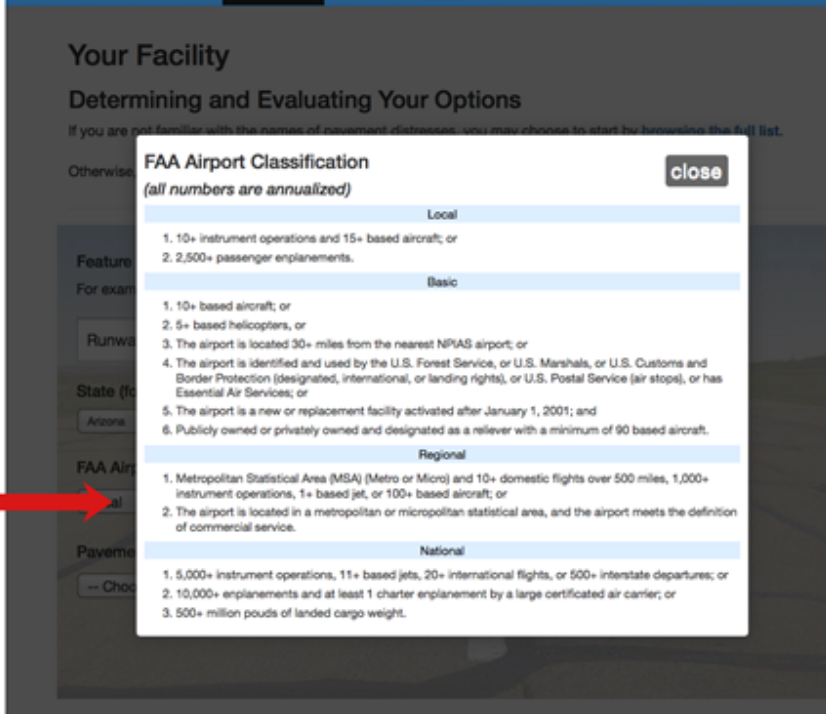 Your Facility
Determining and Evaluating Your Options
If you are not familiar with the names of pavement distresses, you may choose to start by browsing the full list.
Otherwise,
FAA Airport Classification
close
(all numbers are annualized)
Local
1. 10+ instrument operations and 15+ based aircraft; or
2. 2,500+ passenger enplanements.
Feature
Basic
For exam
1. 10+ based aircraft; or
2. 5+ based helicopters, or
Runwa
3. The airport is located 30+ miles from the nearest NPIAS airport; or
4. The airport is identified and used by the U.S. Forest Service, or U.S. Marshals, or U.S. Customs and
Border Protection (designated, international, or landing rights), or U.S. Postal Service (air stops), or has
Essential Air Services; or
State (fo
5. The airport is a new or replacement facility activated after January 1, 2001; and
Arizona
6. Publicly owned or privately owned and designated as a reliever with a minimum of 90 based aircraft.
Regional
FAA Airp
1. Metropolitan Statistical Area (MSA) (Metro or Micro) and 10+ domestic flights over 500 miles, 1,000+
instrument operations, 1+ based jet, or 100+ based aircraft; or
2. The airport is located in a metropolitan or micropolitan statistical area, and the airport meets the definition
of commercial service.
Paveme
National
1. 5,000+ instrument operations, 11+ based jets, 20+ international flights, or 500+ interstate departures; or
-- Choo
2. 10,000+ enplanements and at least 1 charter enplanement by a large certificated air carrier; or
3. 500+ million pouds of landed cargo weight.